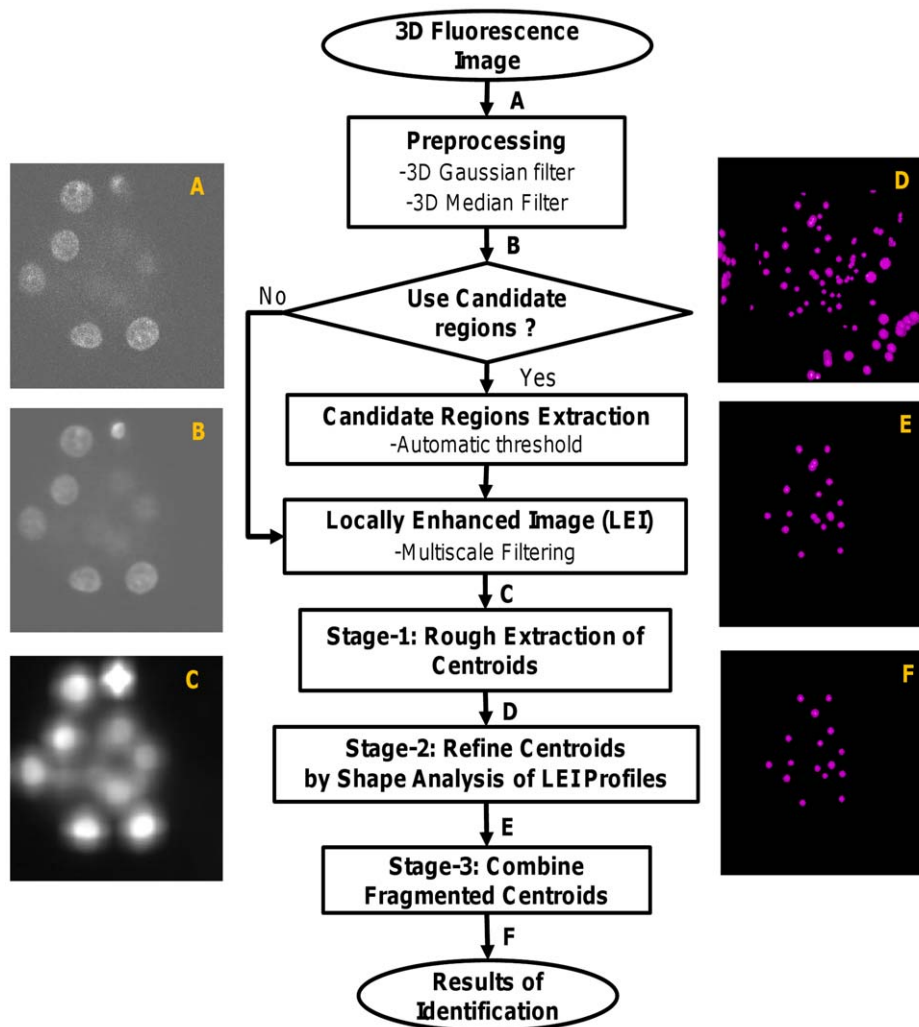 3D Fluorescence
Image
A
Preprocessing
-3D Gaussian filter
-3D Median Filter
B
No
Use Candidate
regions ?
Yes
Candidate Regions Extraction
-Automatic threshold
Locally Enhanced Image (LEI)
-Multiscale Filtering
C
Stage-1: Rough Extraction of
Centroids
D
Stage-2: Refine Centroids
by Shape Analysis of LEI Profiles
E
Stage-3: Combine
Fragmented Centroids
F
Results of
Identification
A
B
C
D
E
F